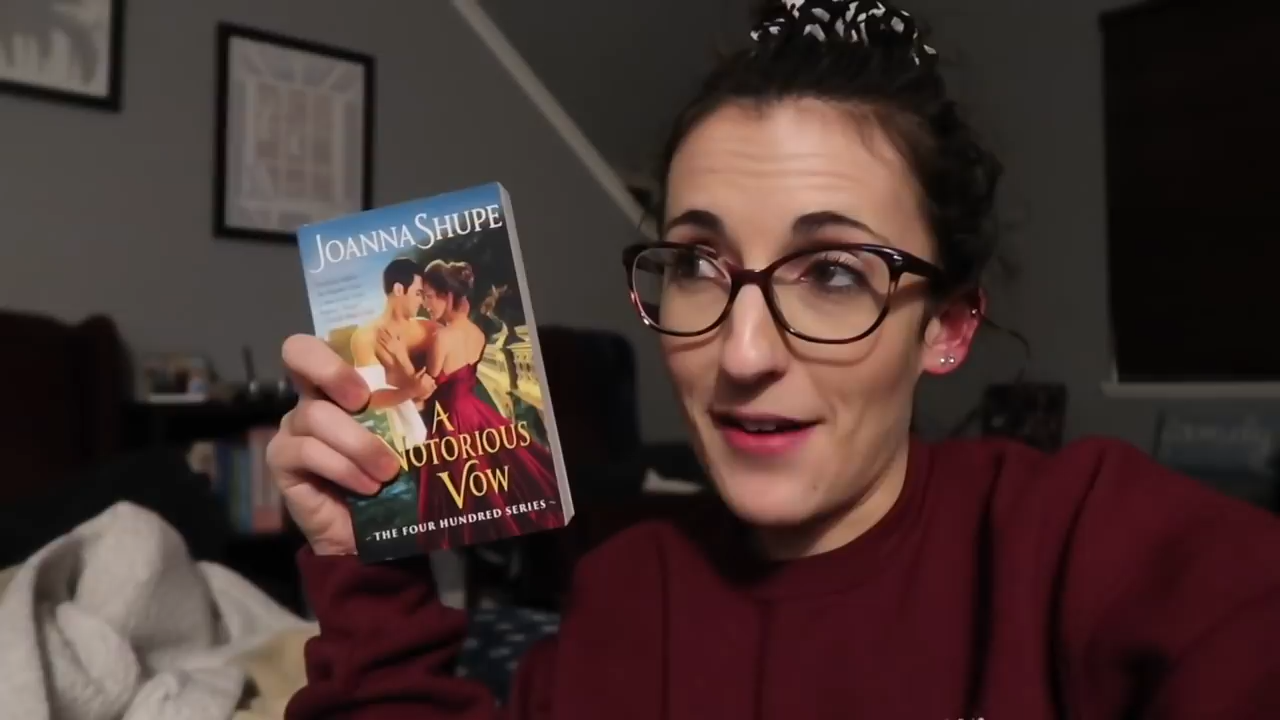 JOANNA SHUPE
A
NOTORIOUS
VOW
~THE FOUR HUNDRED SERIES~